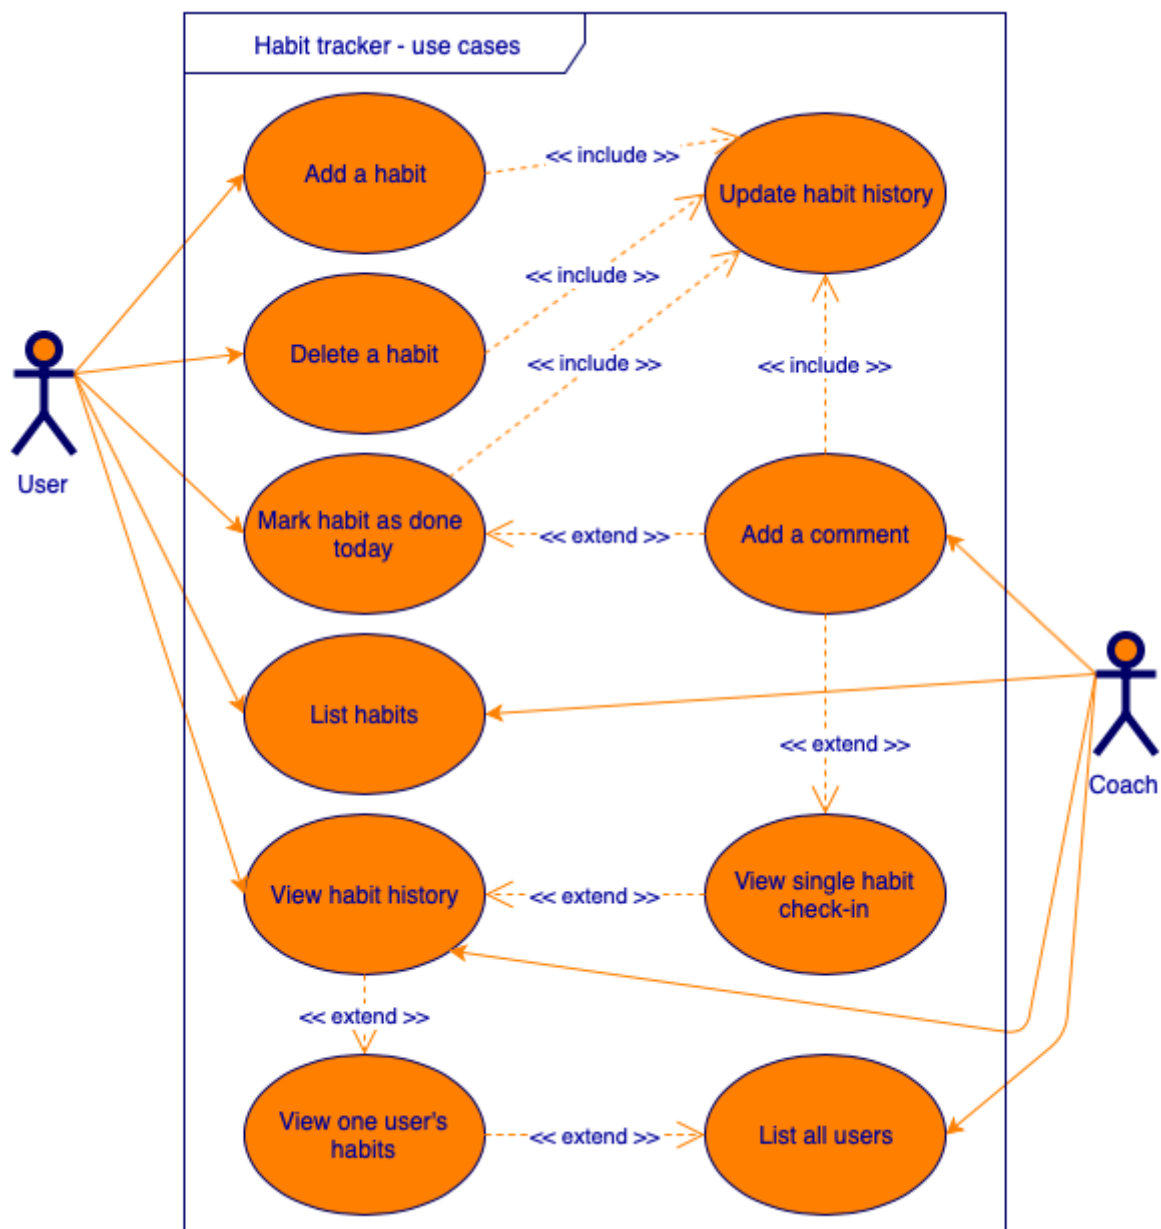 Habit tracker - use cases
Add a habit
<< include >>
Update habit history
<< include >>
Delete a habit
<< include >>
<< include >>
User
Mark habit as done
today
<< extend >>
Add a comment
List habits
<< extend >>
Coach
View habit history
<< extend >>
View single habit
check-in
<< extend >>
View one user's
habits
<< extend >>
List all users